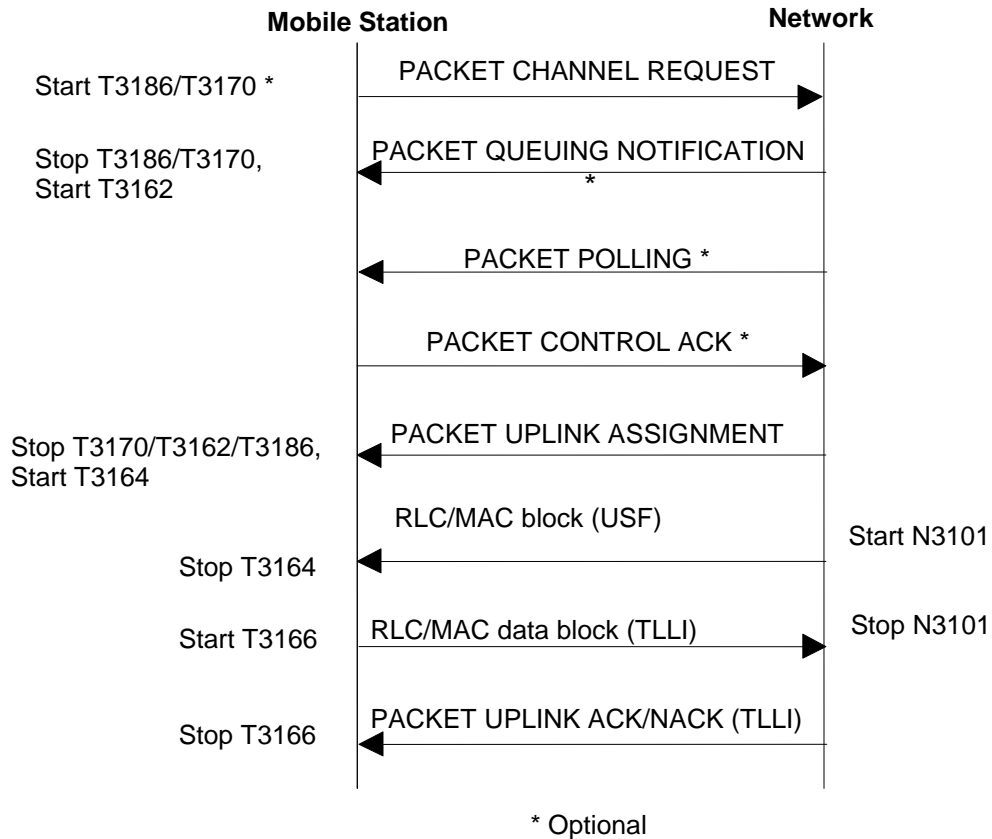 Mobile Station
Network
Start T3186/T3170 *
PACKET CHANNEL REQUEST
Stop T3186/T3170,
Start T3162
PACKET QUEUING NOTIFICATION
*
PACKET POLLING *
PACKET CONTROL ACK *
Stop T3170/T3162/T3186,
Start T3164
PACKET UPLINK ASSIGNMENT
RLC/MAC block (USF)
Start N3101
Stop T3164
Start T3166
RLC/MAC data block (TLLI)
Stop N3101
Stop T3166
PACKET UPLINK ACK/NACK (TLLI)
* Optional